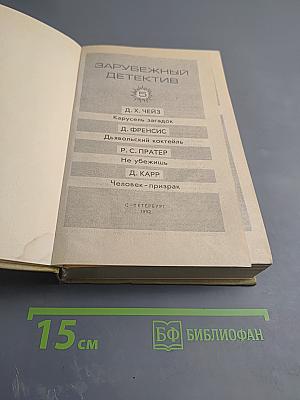 ЗАРУБЕЖНЫЙ
ДЕТЕКТИВ
5
Д. Х. ЧЕЙЗ
Карусель загадок
Д. ФРЕНСИС
Дьявольский коктейль
Р. С. ПРАТЕР
Не убежишь
Д. КАРР
Человек-призрак
С.-ПЕТЕРБУРГ
1992
15 см
БФ БИБЛИОФАН